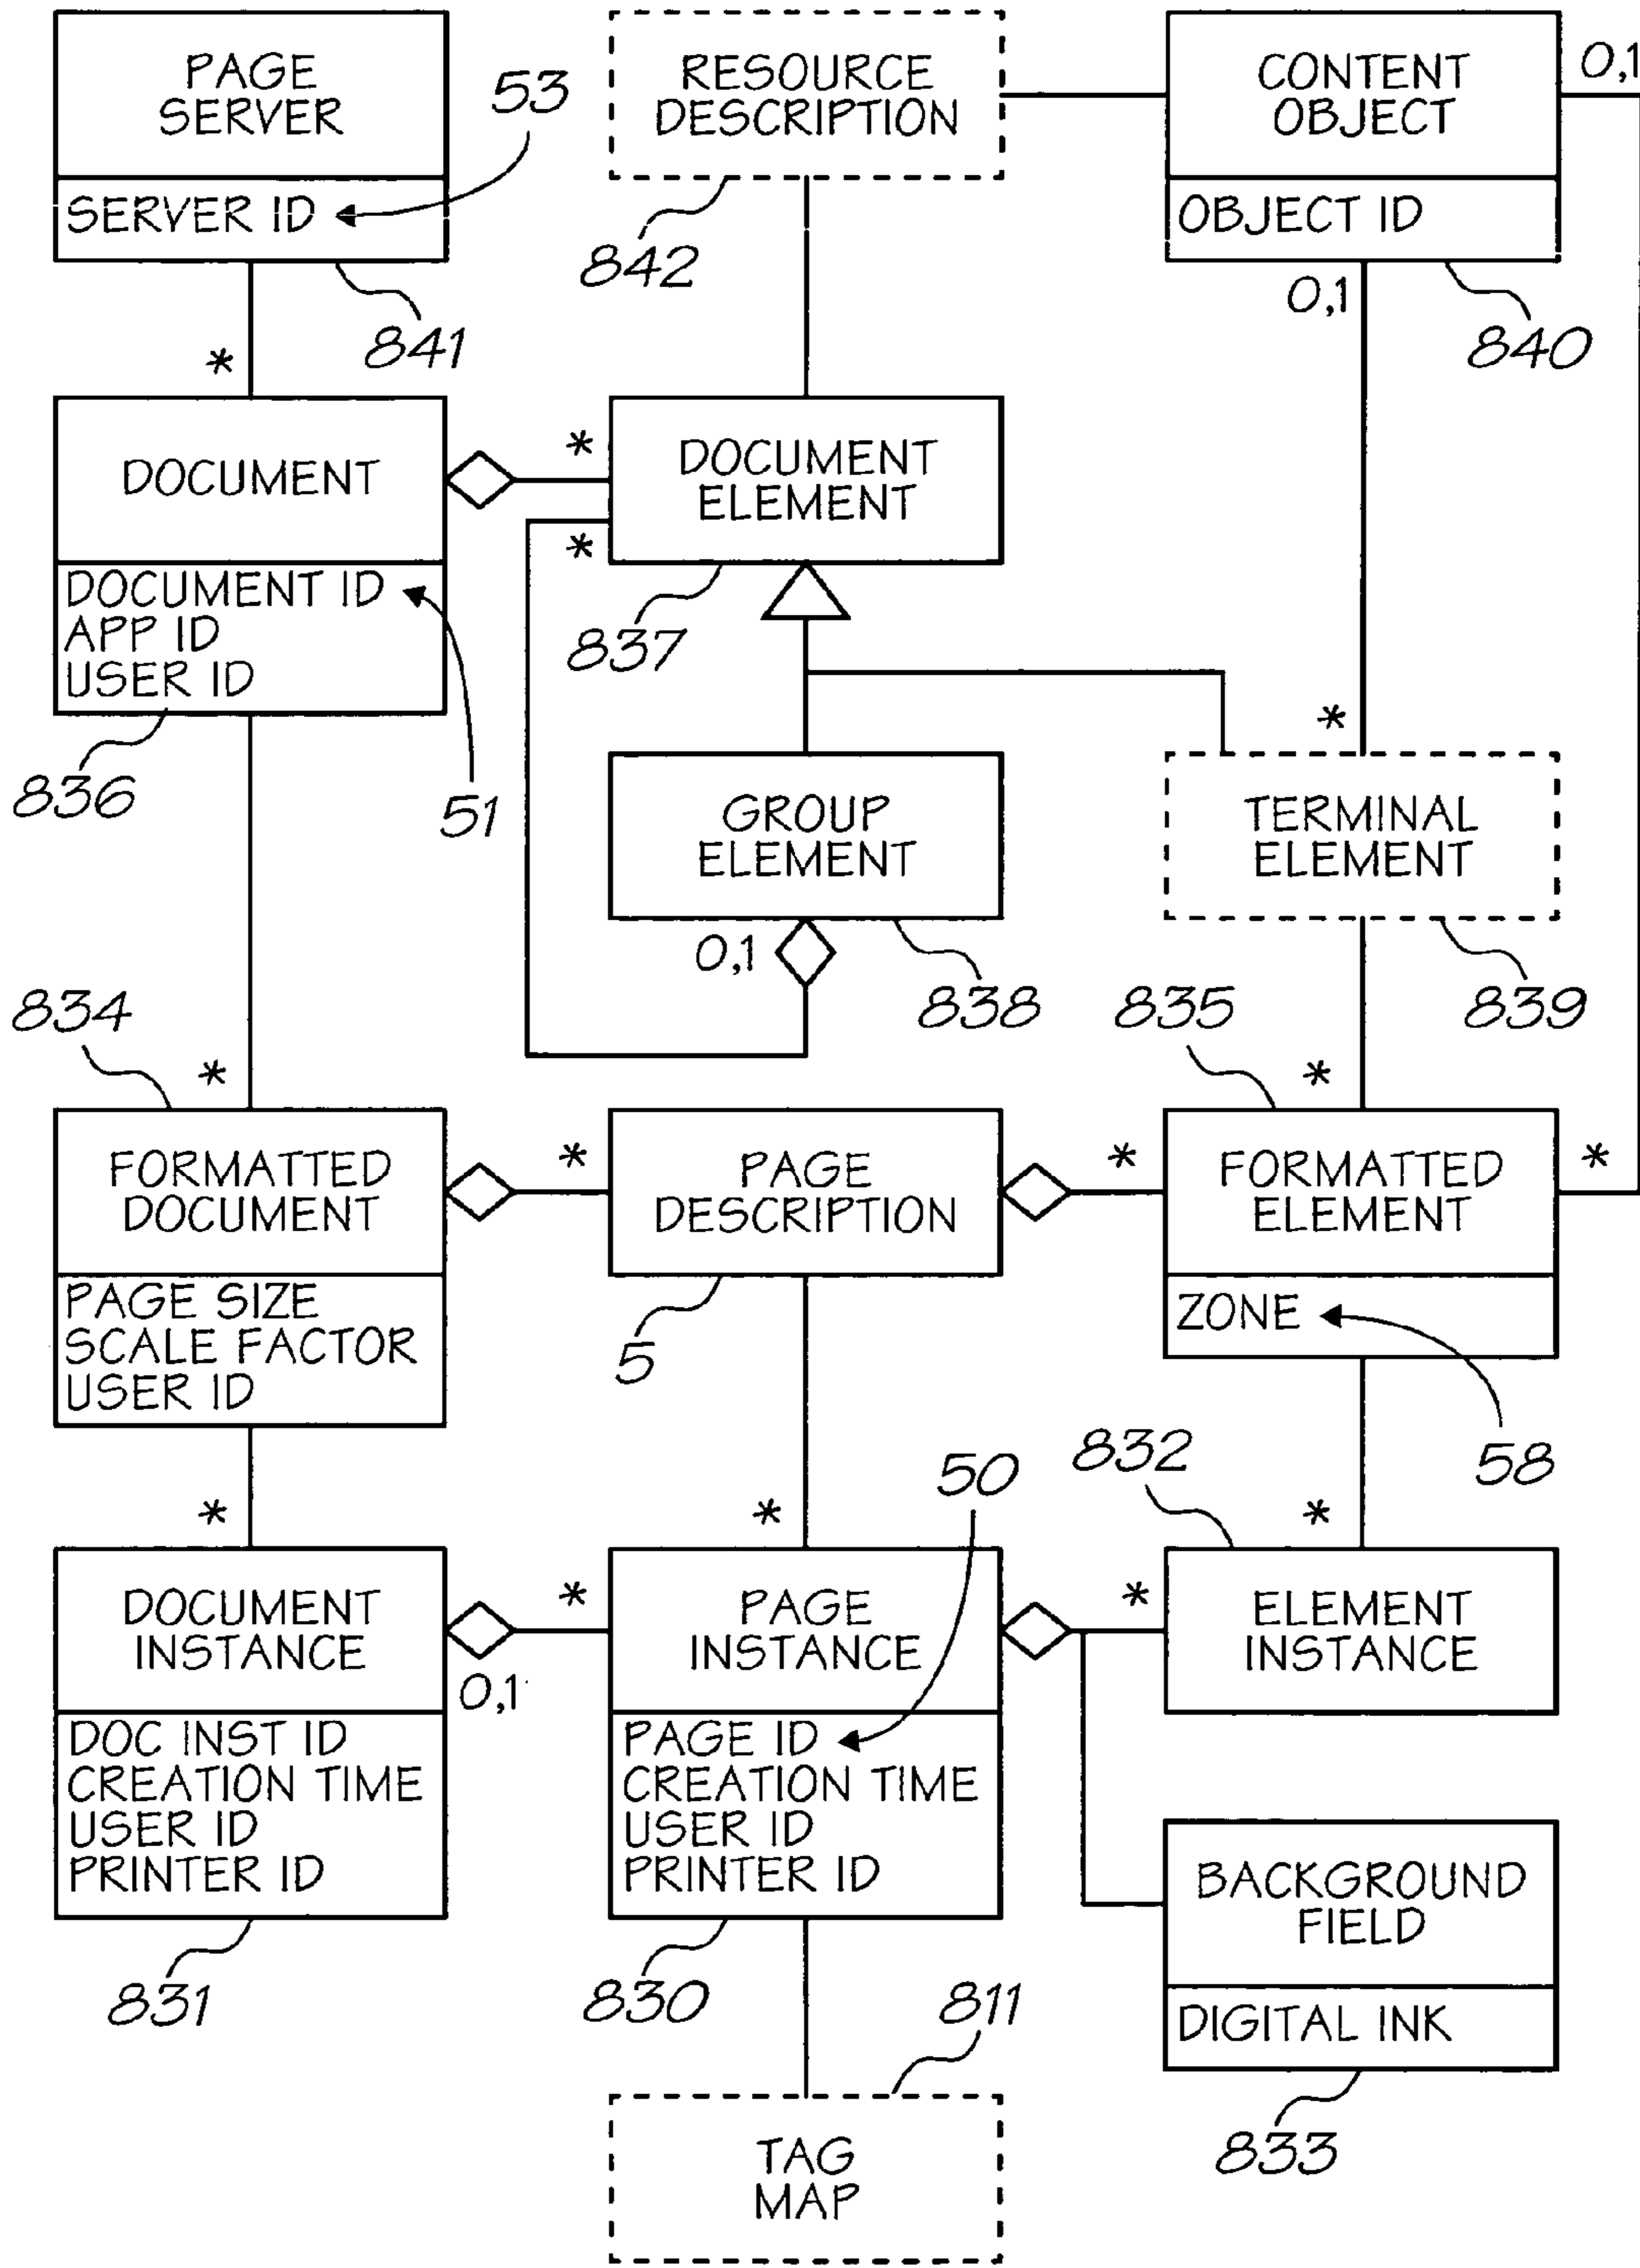 PAGE
SERVER
SERVER ID
53
841
RESOURCE
DESCRIPTION
842
CONTENT
OBJECT
OBJECT ID
0,1
0,1
840
*
DOCUMENT
DOCUMENT ID
APP ID
USER ID
836
51
*
*
DOCUMENT
ELEMENT
837
GROUP
ELEMENT
0,1
838
*
TERMINAL
ELEMENT
839
834
*
FORMATTED
DOCUMENT
PAGE SIZE
SCALE FACTOR
USER ID
*
PAGE
DESCRIPTION
5
835
*
*
FORMATTED
ELEMENT
*
ZONE
58
*
DOCUMENT
INSTANCE
0,1
DOC INST ID
CREATION TIME
USER ID
PRINTER ID
831
*
*
50
PAGE
INSTANCE
PAGE ID
CREATION TIME
USER ID
PRINTER ID
830
832
*
*
ELEMENT
INSTANCE
BACKGROUND
FIELD
DIGITAL INK
833
811
TAG
MAP